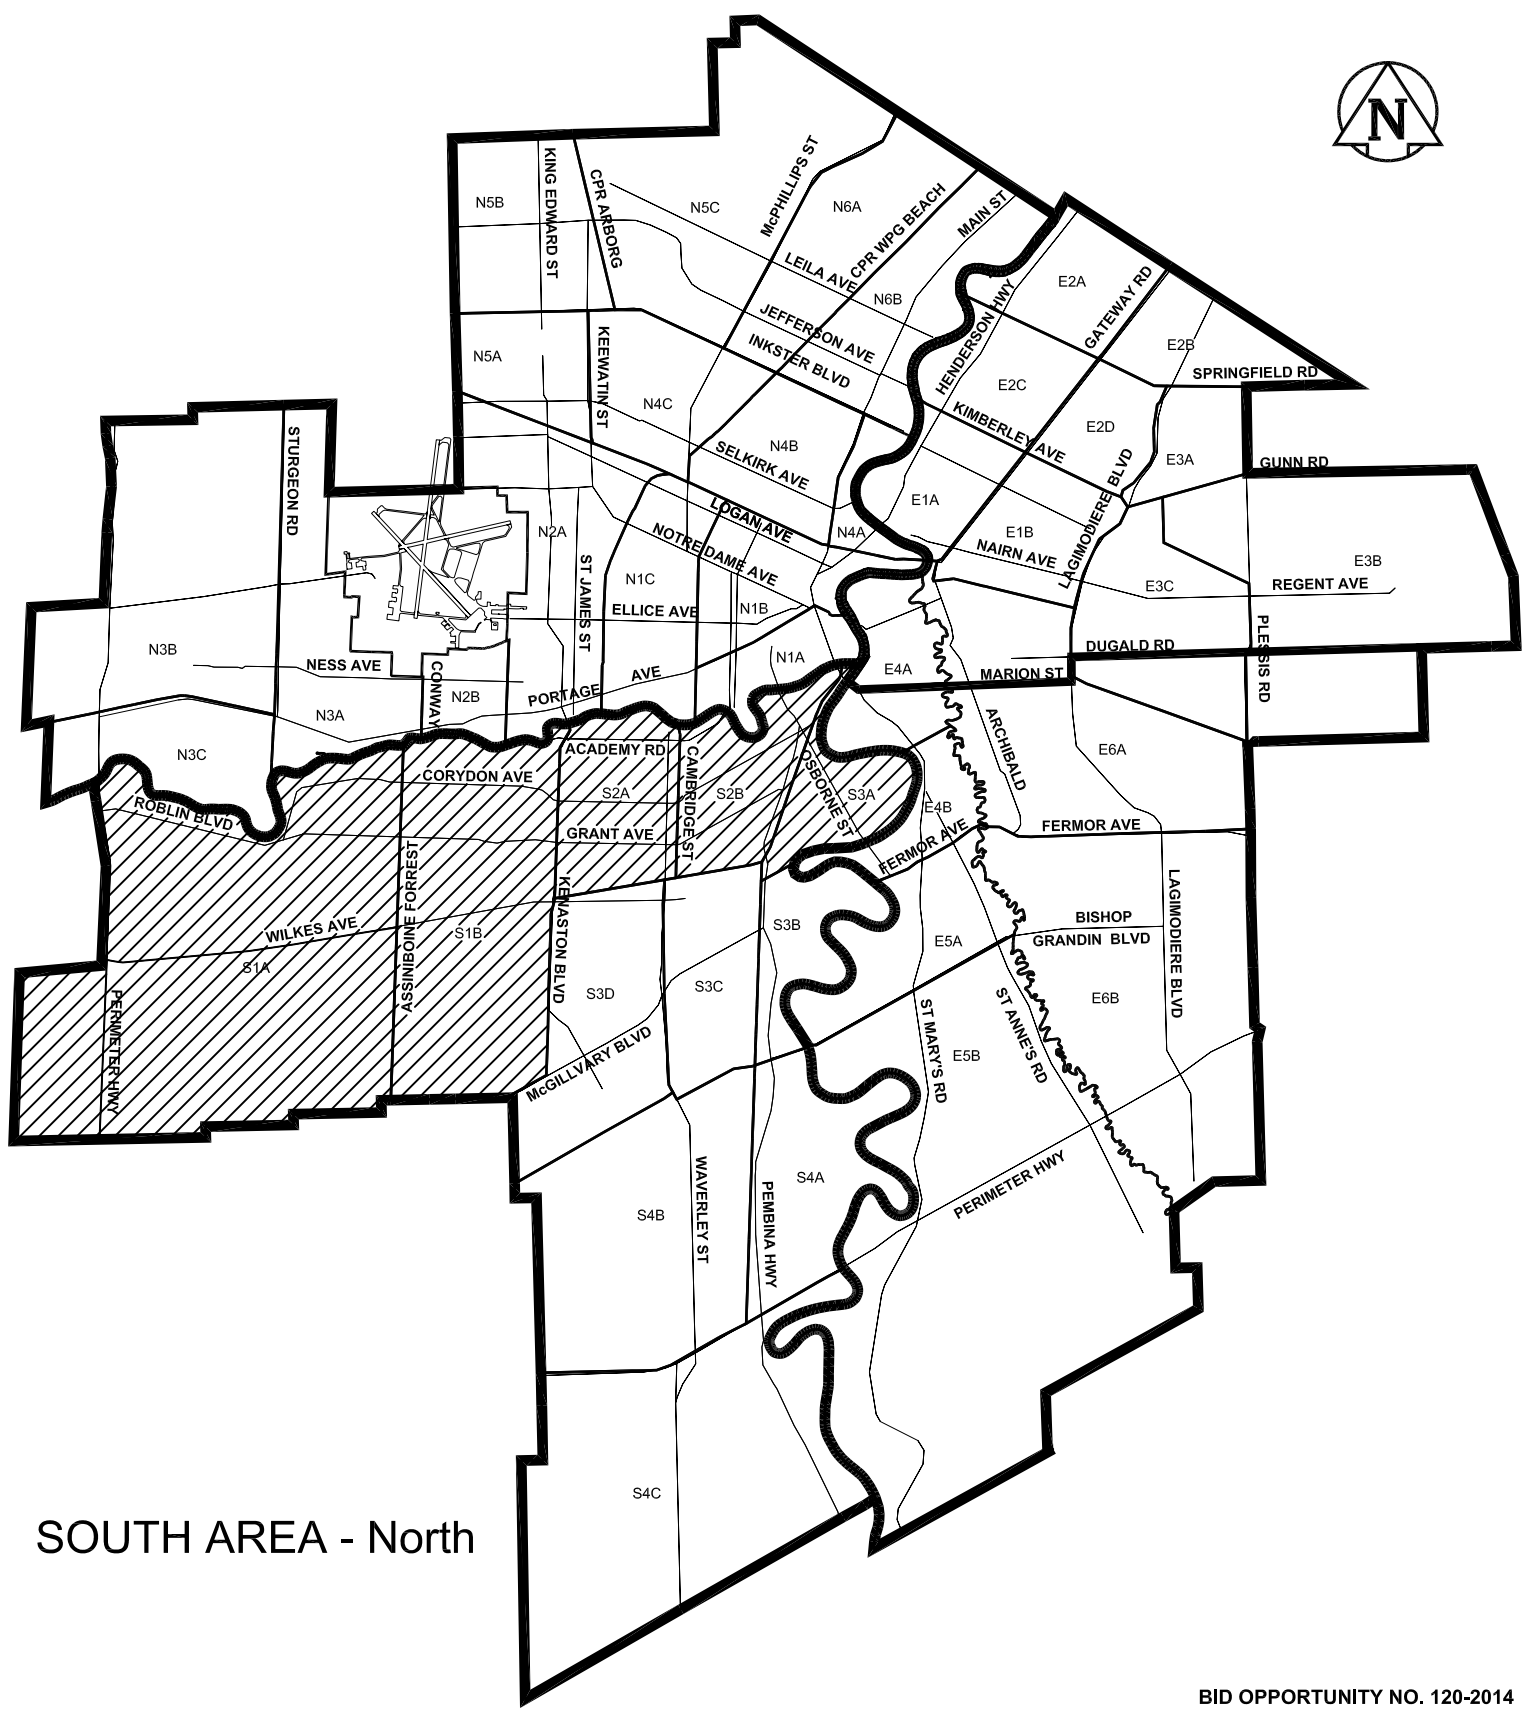 N
McPHILLIPS ST
KING EDWARD ST
CPR ARBORG
N5B
N5C
N6A
CPR WPG BEACH
MAIN ST
LEILA AVE
N6B
E2A
GATEWAY RD
HENDERSON HWY
JEFFERSON AVE
INKSTER BLVD
KEEWATIN ST
N5A
E2B
SPRINGFIELD RD
E2C
N4C
KIMBERLEY AVE
E2D
STURGEON RD
N4B
SELKIRK AVE
LAGIMODIERE BLVD
E3A
GUNN RD
E1A
LOGAN AVE
N2A
N4A
E1B
NOTRE DAME AVE
NAIRN AVE
ST JAMES ST
N1C
E3B
E3C
REGENT AVE
ELLICE AVE
N1B
N3B
NESS AVE
N1A
DUGALD RD
PLESSIS RD
E4A
MARION ST
CONWAY
N2B
PORTAGE AVE
N3A
ARCHIBALD
N3C
ACADEMY RD
E6A
CORYDON AVE
CAMBRIDGE ST
OSBORNE ST
S2A
S2B
S3A
E4B
ROBLIN BLVD
GRANT AVE
FERMOR AVE
FERMOR AVE
ASSINIBOINE FORREST
KENASTON BLVD
LAGIMODIERE BLVD
WILKES AVE
S1B
S3B
BISHOP
GRANDIN BLVD
E5A
S1A
PERIMETER HWY
S3D
S3C
E6B
ST MARY'S RD
ST ANNE'S RD
McGILLVARY BLVD
E5B
WAVERLEY ST
PEMBINA HWY
S4A
PERIMETER HWY
S4B
S4C
SOUTH AREA - North
BID OPPORTUNITY NO. 120-2014